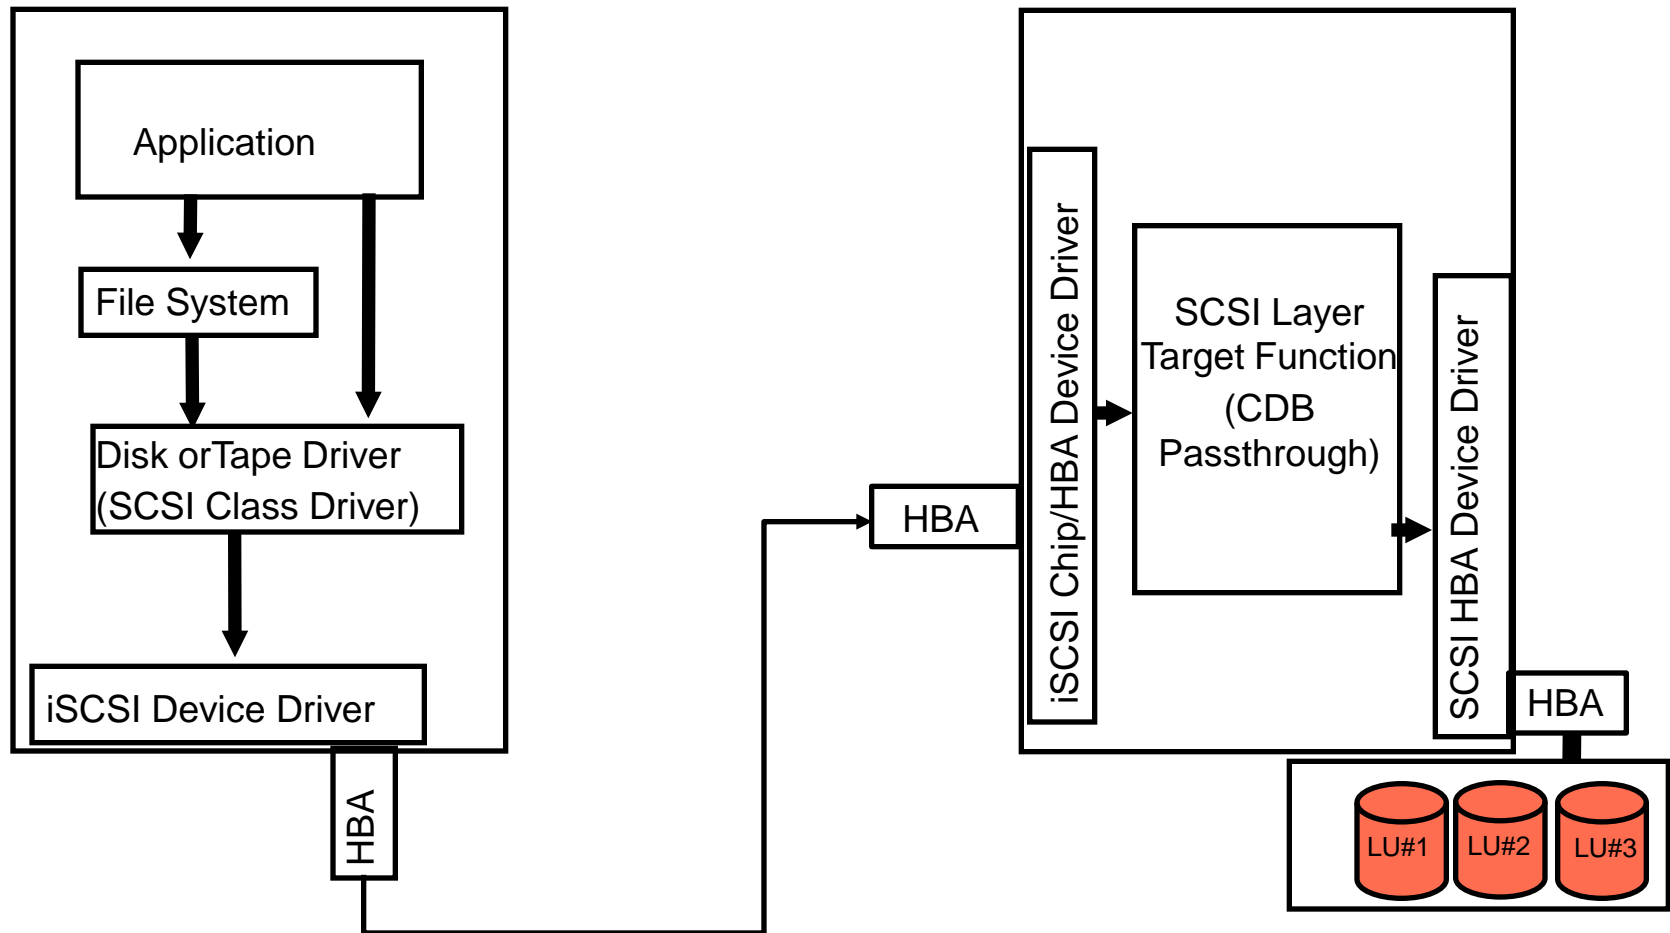 Application
File System
Disk orTape Driver
(SCSI Class Driver)
iSCSI Device Driver
HBA
HBA
iSCSI Chip/HBA Device Driver
SCSI Layer
Target Function
(CDB
Passthrough)
SCSI HBA Device Driver
HBA
LU#1
LU#2
LU#3